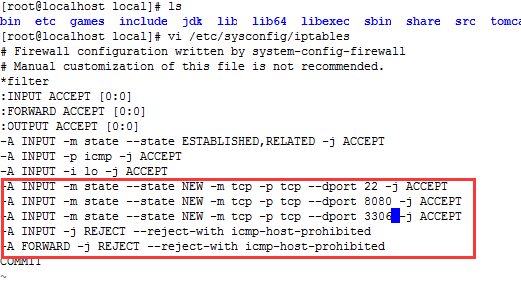 [root@localhost local]# ls
bin etc games include jdk lib lib64 libexec sbin share src tomca
[root@localhost local]# vi /etc/sysconfig/iptables
# Firewall configuration written by system-config-firewall
# Manual customization of this file is not recommended.
*filter
:INPUT ACCEPT [0:0]
:FORWARD ACCEPT [0:0]
:OUTPUT ACCEPT [0:0]
-A INPUT -m state --state ESTABLISHED,RELATED -j ACCEPT
-A INPUT -p icmp -j ACCEPT
-A INPUT -i lo -j ACCEPT
-A INPUT -m state --state NEW -m tcp -p tcp --dport 22 -j ACCEPT
-A INPUT -m state --state NEW -m tcp -p tcp --dport 8080 -j ACCEPT
-A INPUT -m state --state NEW -m tcp -p tcp --dport 3306 -j ACCEPT
-A INPUT -j REJECT --reject-with icmp-host-prohibited
-A FORWARD -j REJECT --reject-with icmp-host-prohibited
COMMIT
~